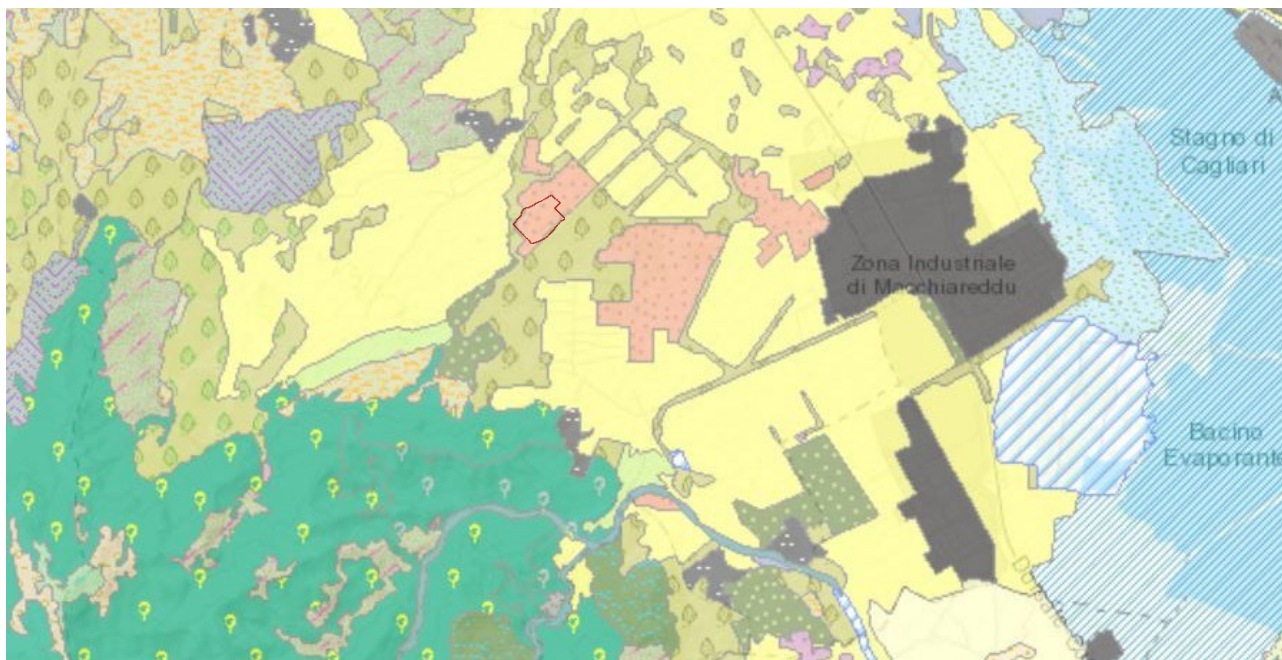 Stagno di
Cagliari
Zona Industriale
di Macchiareddu
Bacino
Evaporante